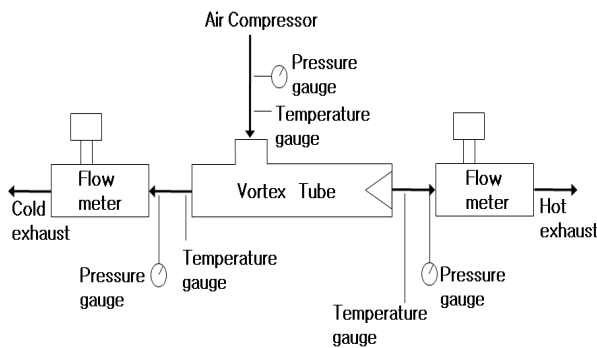 Air Compressor
Pressure
gauge
Temperature
gauge
Flow
meter
Vortex Tube
Flow
meter
Cold
exhaust
Hot
exhaust
Temperature
gauge
Pressure
gauge
Pressure
gauge
Temperature
gauge